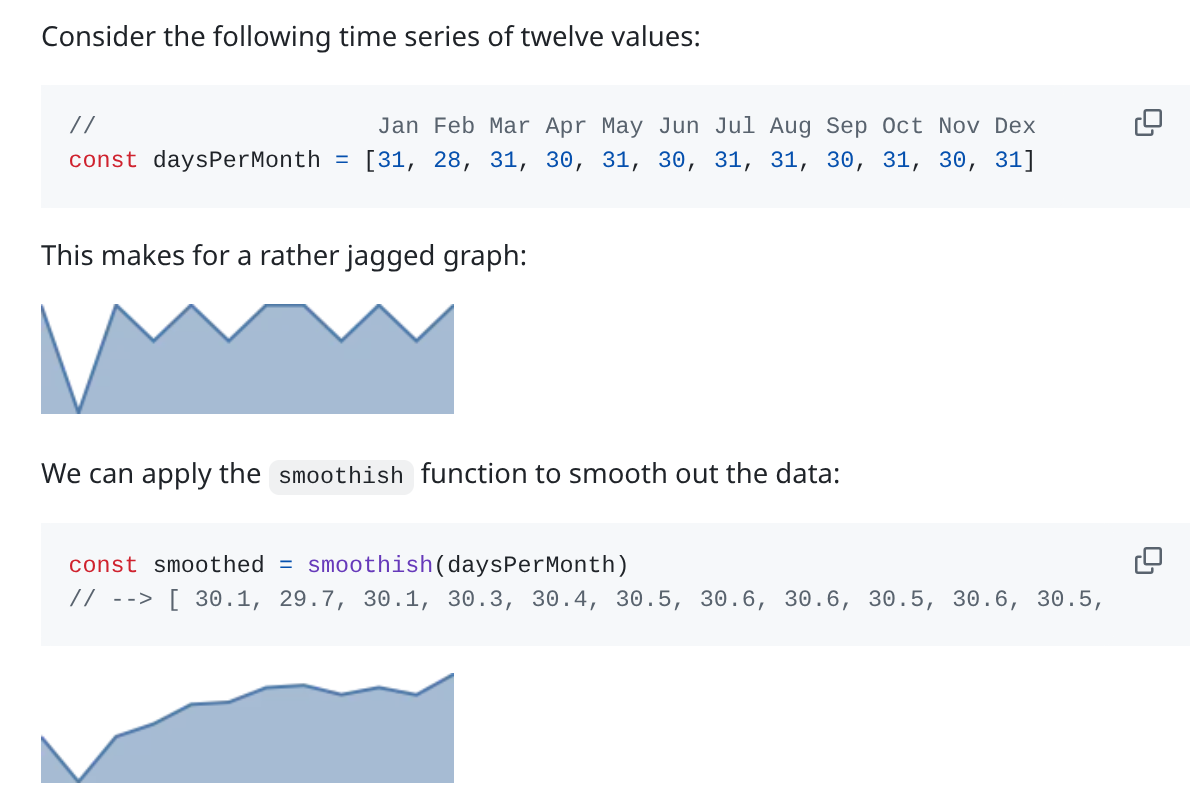 Consider the following time series of twelve values:
//                    Jan Feb Mar Apr May Jun Jul Aug Sep Oct Nov Dex
const daysPerMonth = [31, 28, 31, 30, 31, 30, 31, 31, 30, 31, 30, 31]
This makes for a rather jagged graph:
We can apply the smoothish function to smooth out the data:
const smoothed = smoothish(daysPerMonth)
// --> [ 30.1, 29.7, 30.1, 30.3, 30.4, 30.5, 30.6, 30.6, 30.5, 30.6, 30.5,